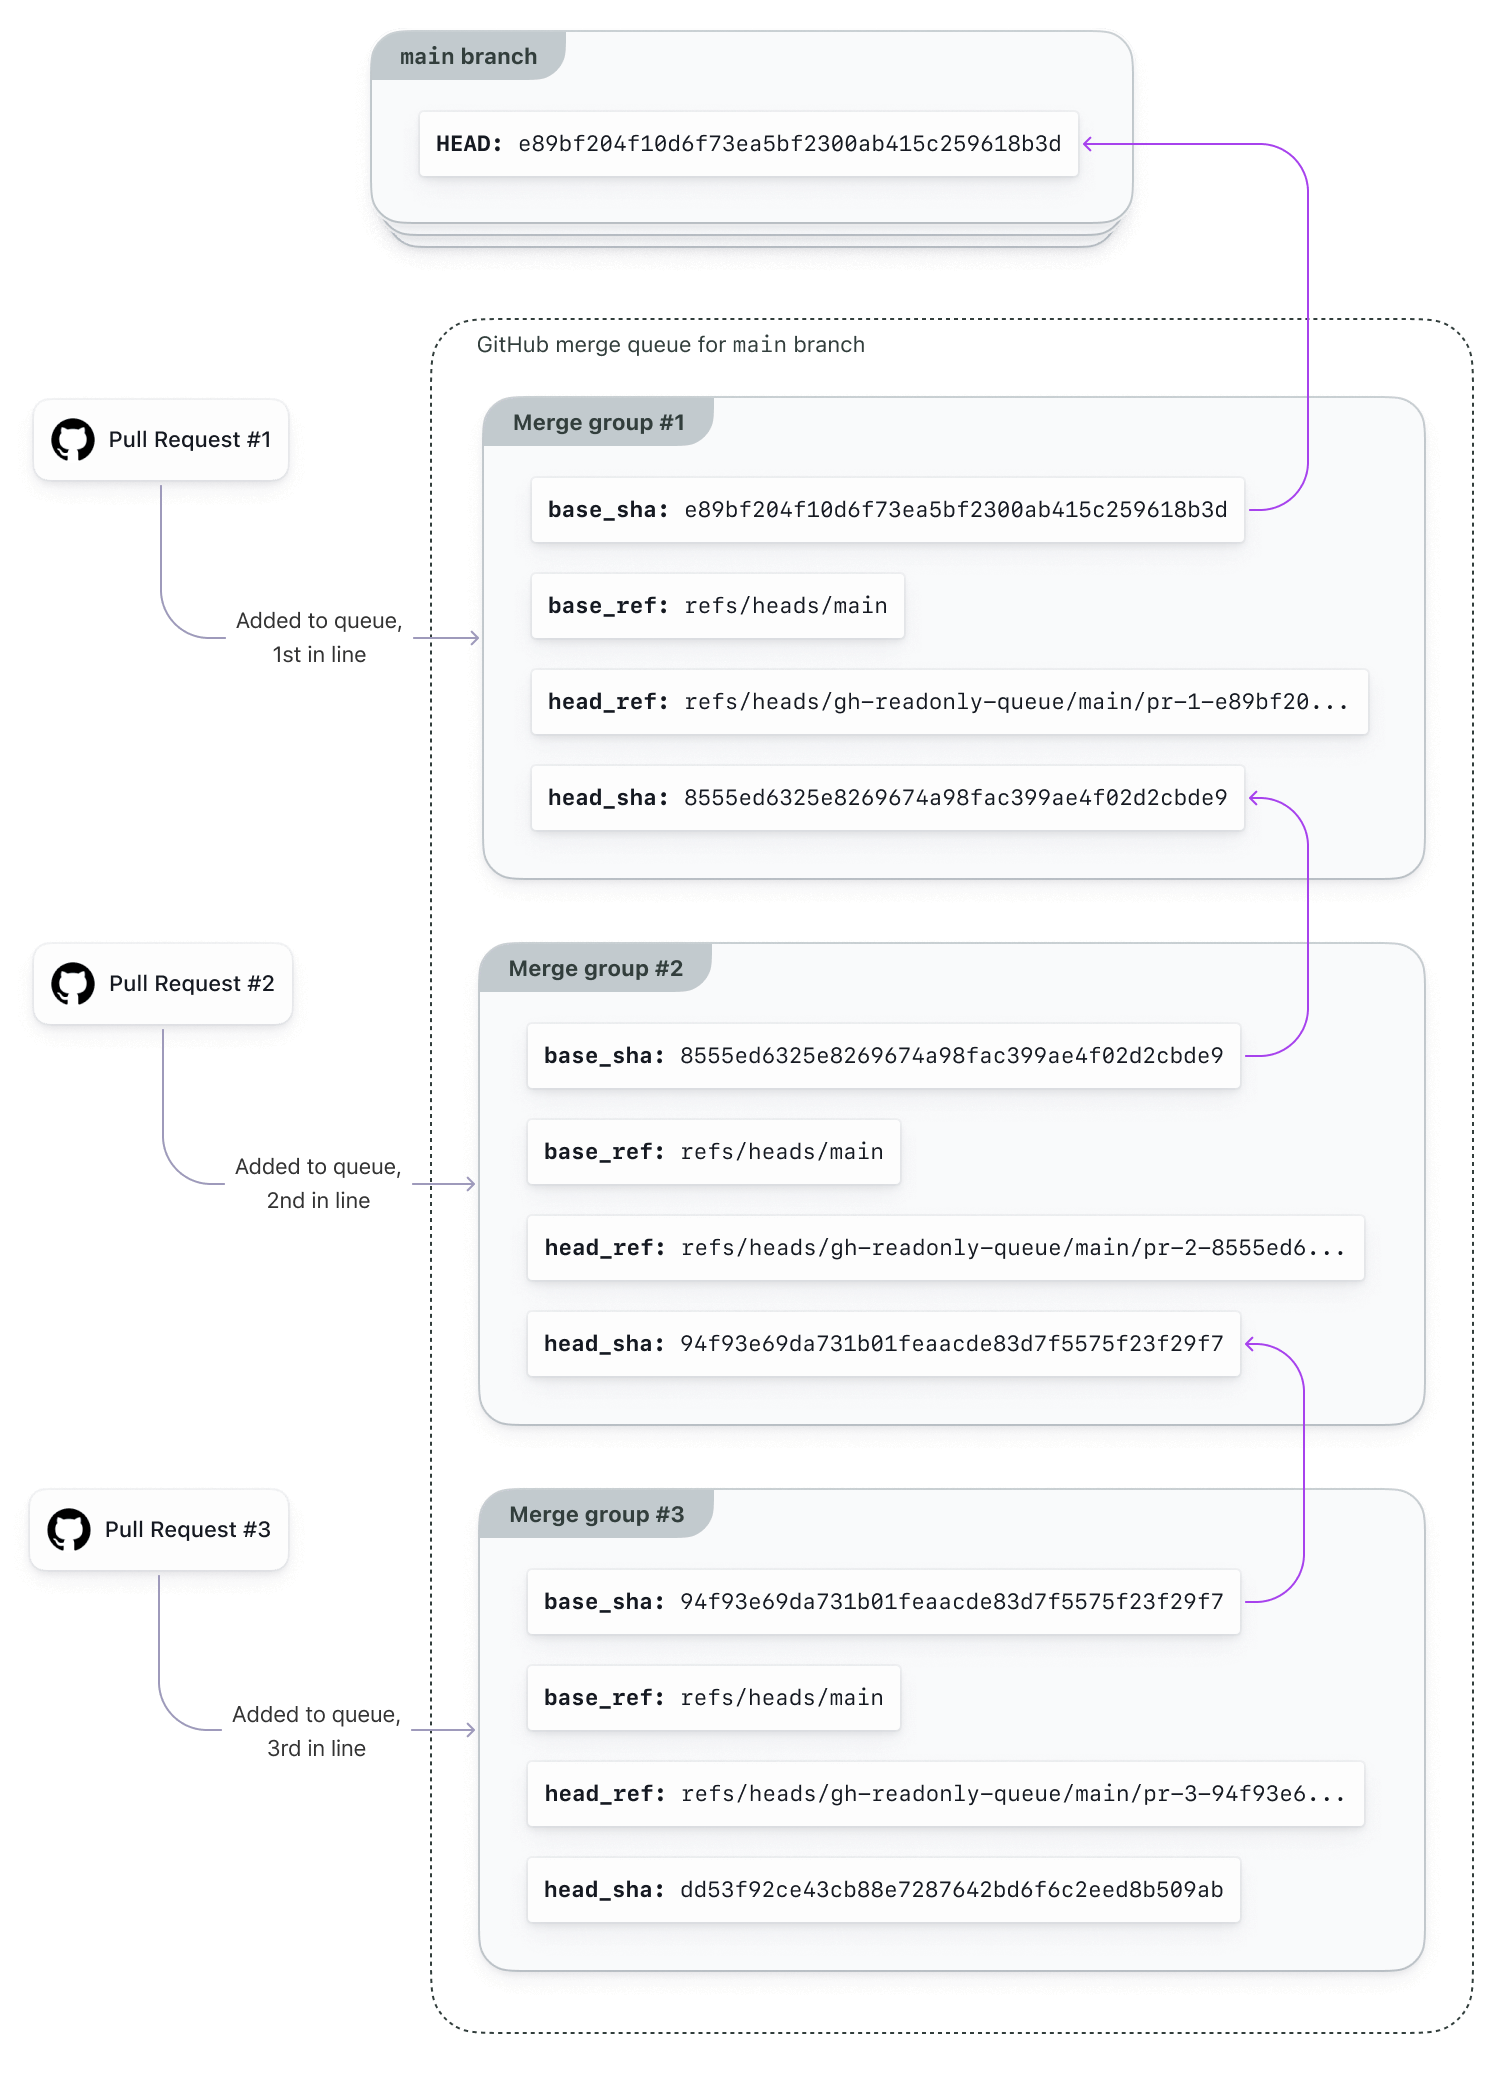 main branch
HEAD: e89bf204f10d6f73ea5bf2300ab415c259618b3d
GitHub merge queue for main branch
Pull Request #1
Added to queue,
1st in line
Merge group #1
base_sha: e89bf204f10d6f73ea5bf2300ab415c259618b3d
base_ref: refs/heads/main
head_ref: refs/heads/gh-readonly-queue/main/pr-1-e89bf20...
head_sha: 8555ed6325e8269674a98fac399ae4f02d2cbde9
Pull Request #2
Added to queue,
2nd in line
Merge group #2
base_sha: 8555ed6325e8269674a98fac399ae4f02d2cbde9
base_ref: refs/heads/main
head_ref: refs/heads/gh-readonly-queue/main/pr-2-8555ed6...
head_sha: 94f93e69da731b01feaacde83d7f5575f23f29f7
Pull Request #3
Added to queue,
3rd in line
Merge group #3
base_sha: 94f93e69da731b01feaacde83d7f5575f23f29f7
base_ref: refs/heads/main
head_ref: refs/heads/gh-readonly-queue/main/pr-3-94f93e6...
head_sha: dd53f92ce43cb88e7287642bd6f6c2eed8b509ab